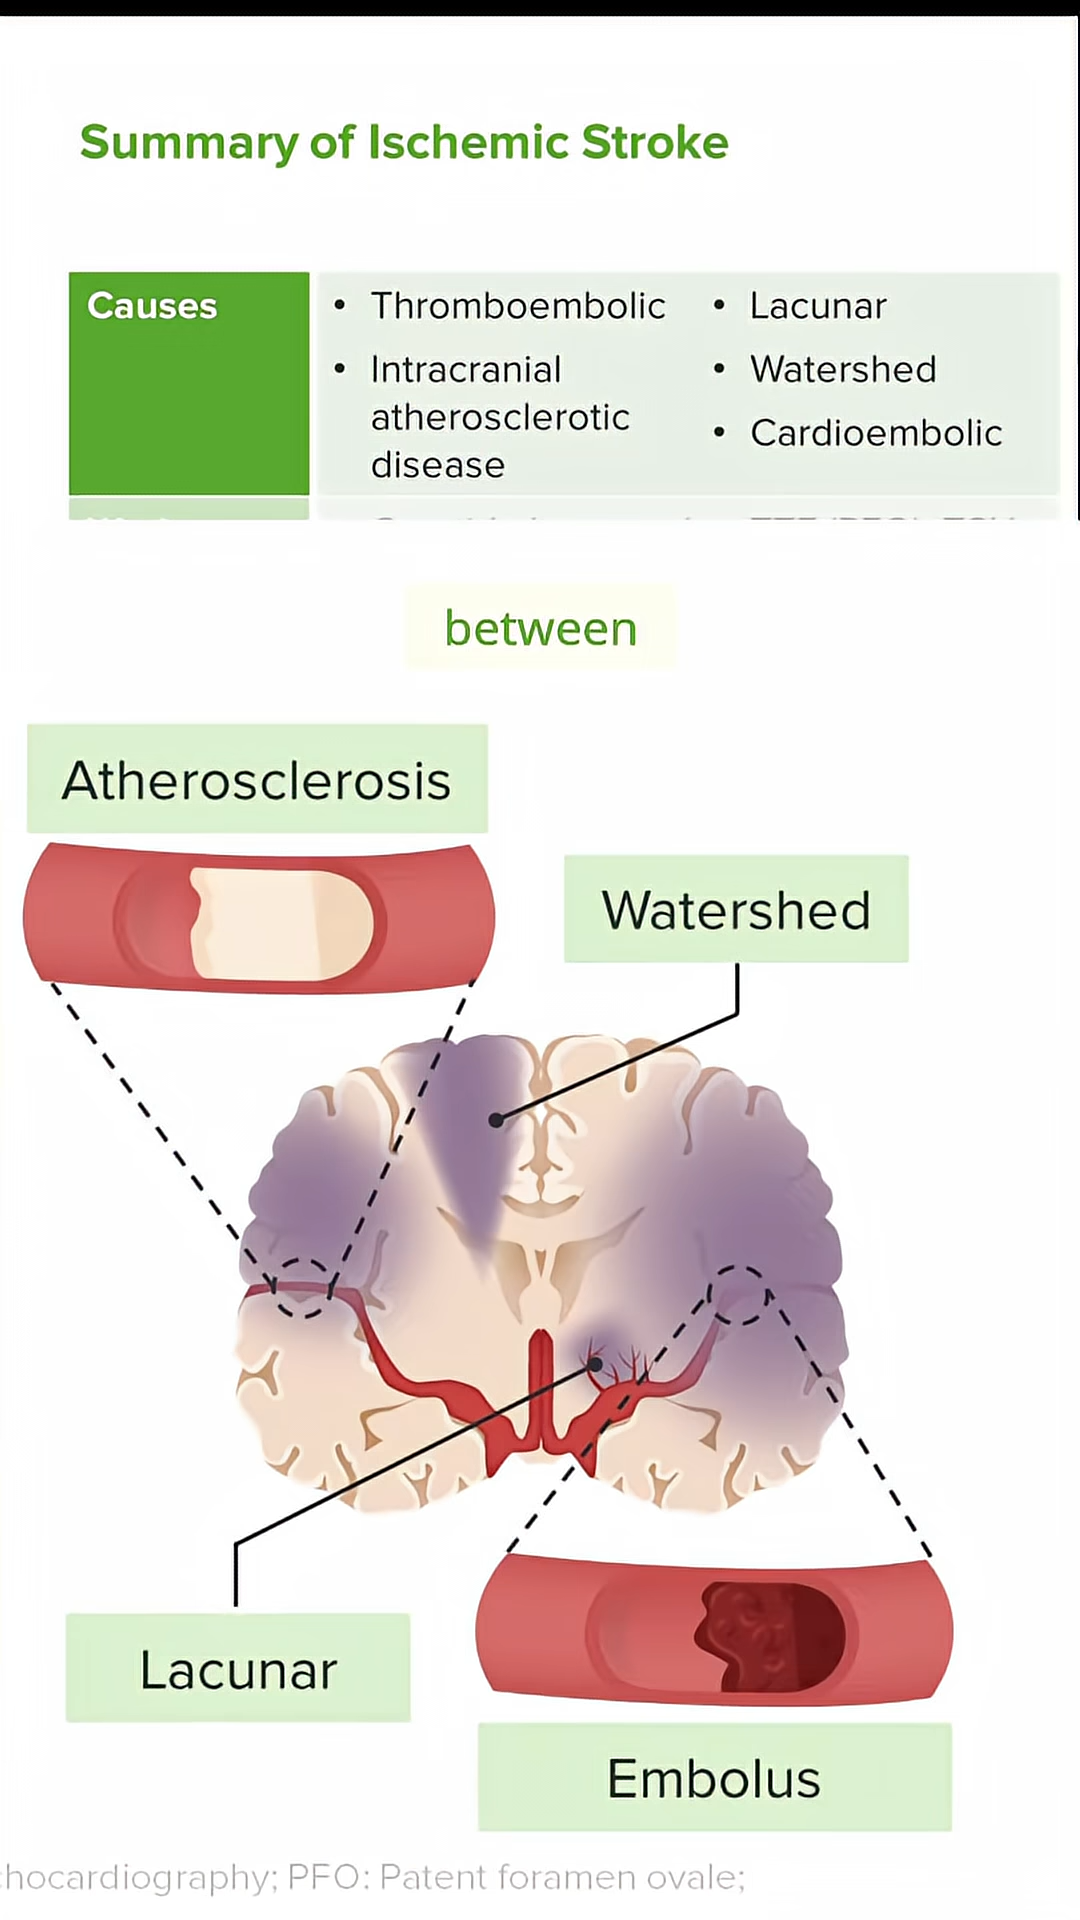 Summary of Ischemic Stroke
Causes
• Thromboembolic
• Intracranial
atherosclerotic
disease
• Lacunar
• Watershed
• Cardioembolic
between
Atherosclerosis
Watershed
Lacunar
Embolus
hocardiography; PFO: Patent foramen ovale;